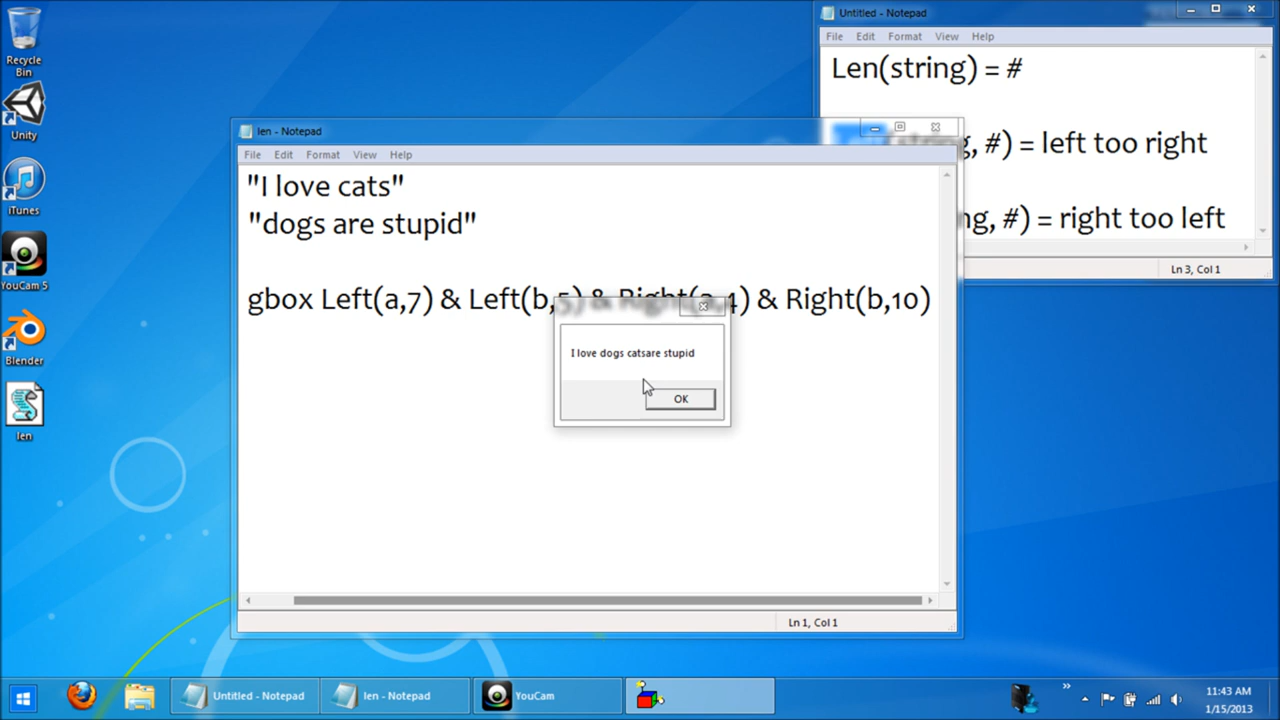 Recycle
Bin
Unity
iTunes
YouCam 5
Blender
len
Untitled - Notepad
File Edit Format View Help
Len(string) = #
, #) = left too right
ng, #) = right too left
Ln 3, Col 1
len - Notepad
File Edit Format View Help
"I love cats"
"dogs are stupid"
gbox Left(a,7) & Left(b,5) & Right(a,4) & Right(b,10)
I love dogs catsare stupid
OK
Ln 1, Col 1
Untitled - Notepad
len - Notepad
YouCam
11:43 AM
1/15/2013